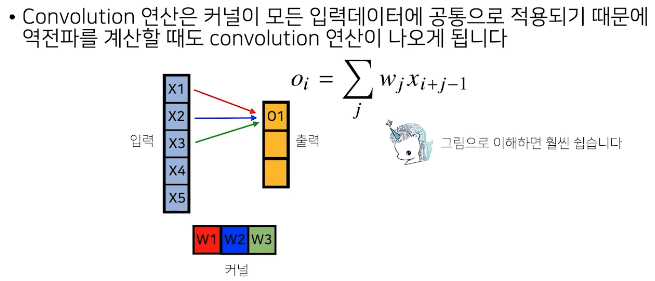 • Convolution 연산은 커널이 모든 입력데이터에 공통으로 적용되기 때문에
역전파를 계산할 때도 convolution 연산이 나오게 됩니다
o_i = \sum_j w_j x_{i+j-1}
X1
X2
X3
X4
X5
입력
O1
출력
그림으로 이해하면 훨씬 쉽습니다
W1 W2 W3
커널